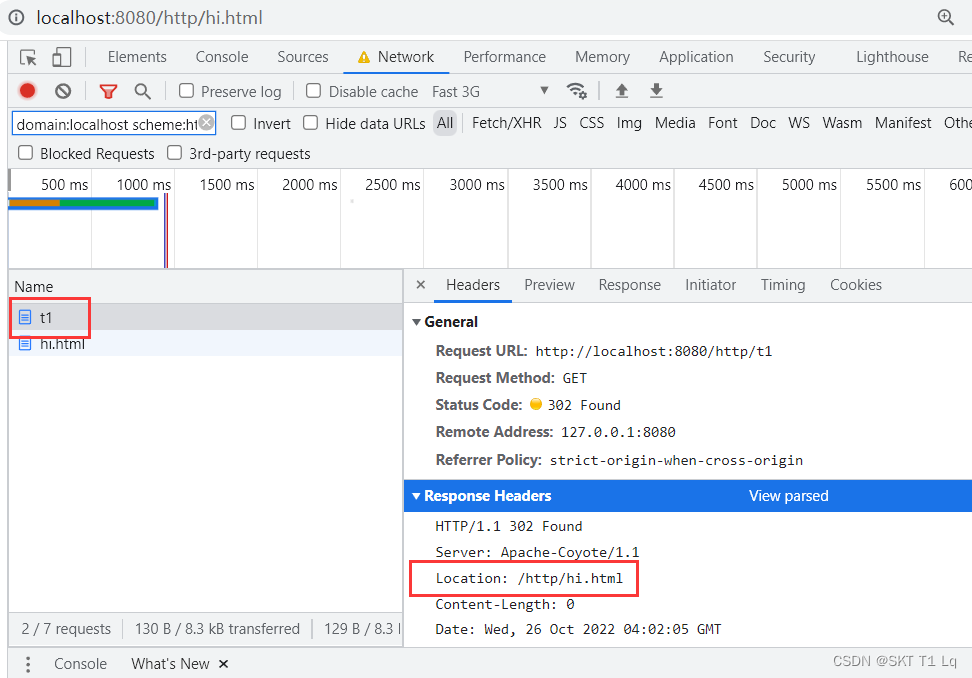 localhost:8080/http/hi.html
Elements Console Sources Network Performance Memory Application Security Lighthouse Re
Preserve log Disable cache Fast 3G
domain:localhost scheme:ht Invert Hide data URLs All Fetch/XHR JS CSS Img Media Font Doc WS Wasm Manifest Othe
Blocked Requests 3rd-party requests
500 ms 1000 ms 1500 ms 2000 ms 2500 ms 3000 ms 3500 ms 4000 ms 4500 ms 5000 ms 5500 ms 600
Name
t1
hi.html
× Headers Preview Response Initiator Timing Cookies
General
Request URL: http://localhost:8080/http/t1
Request Method: GET
Status Code: 302 Found
Remote Address: 127.0.0.1:8080
Referrer Policy: strict-origin-when-cross-origin
Response Headers View parsed
HTTP/1.1 302 Found
Server: Apache-Coyote/1.1
Location: /http/hi.html
Content-Length: 0
Date: Wed, 26 Oct 2022 04:02:05 GMT
2 / 7 requests 130 B / 8.3 kB transferred 129 B / 8.3 l
Console What's New ×
CSDN @SKT T1 Lq